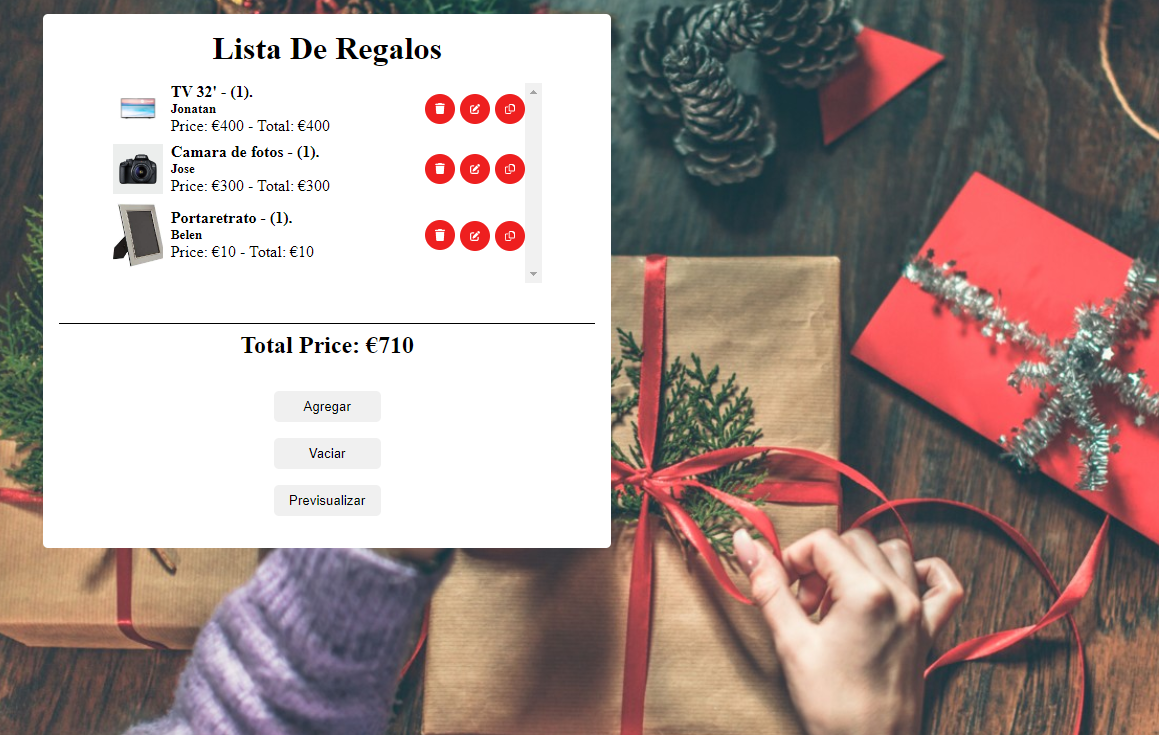 Lista De Regalos
TV 32' - (1).
Jonatan
Price: €400 - Total: €400
Camara de fotos - (1).
Jose
Price: €300 - Total: €300
Portaretrato - (1).
Belen
Price: €10 - Total: €10
Total Price: €710
Agregar
Vaciar
Previsualizar